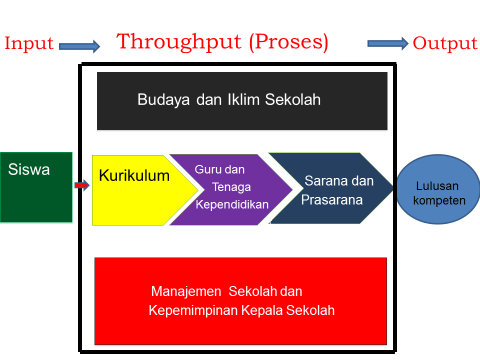 Input
Throughput (Proses)
Output
Budaya dan Iklim Sekolah
Siswa
Kurikulum
Guru dan
Tenaga
Kependidikan
Sarana dan
Prasarana
Lulusan
kompeten
Manajemen Sekolah dan
Kepemimpinan Kepala Sekolah